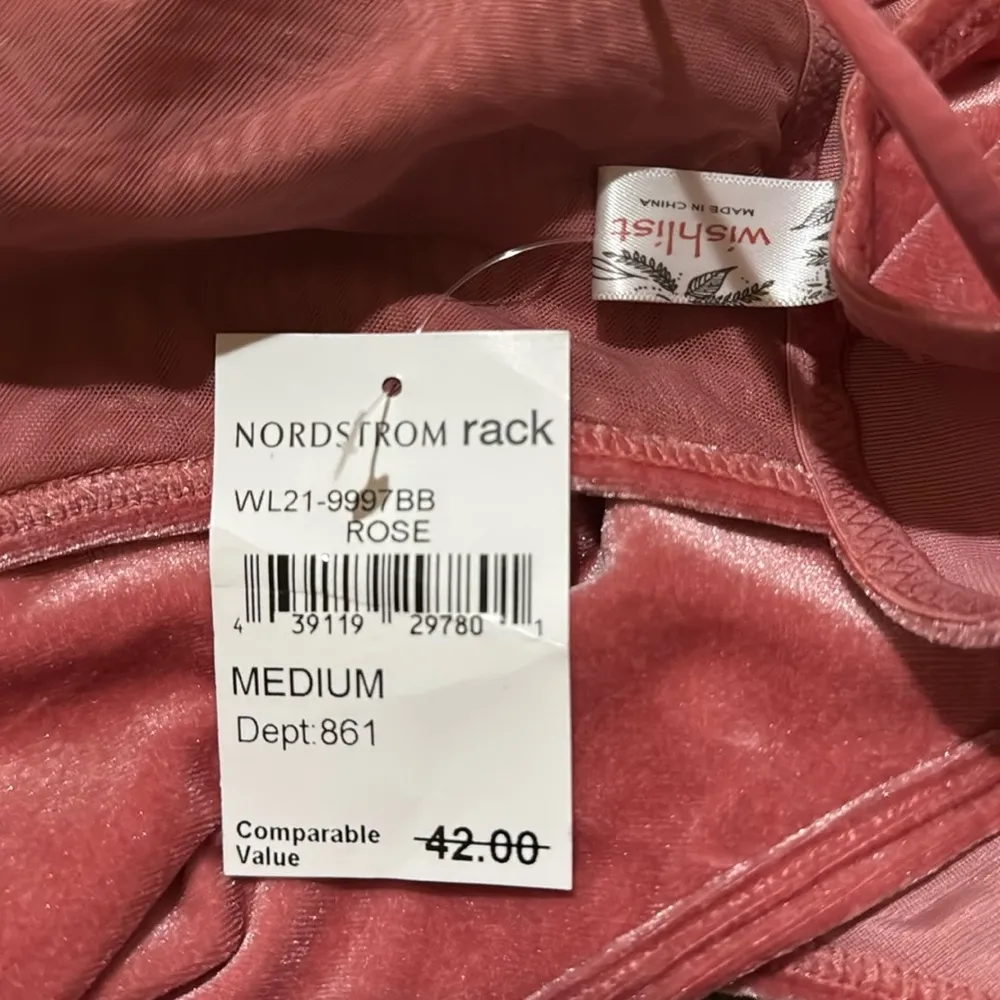 wishlist
MADE IN CHINA
NORDSTROM rack
WL21-9997BB
ROSE
4 39119 29780 1
MEDIUM
Dept:861
Comparable
Value
42.00